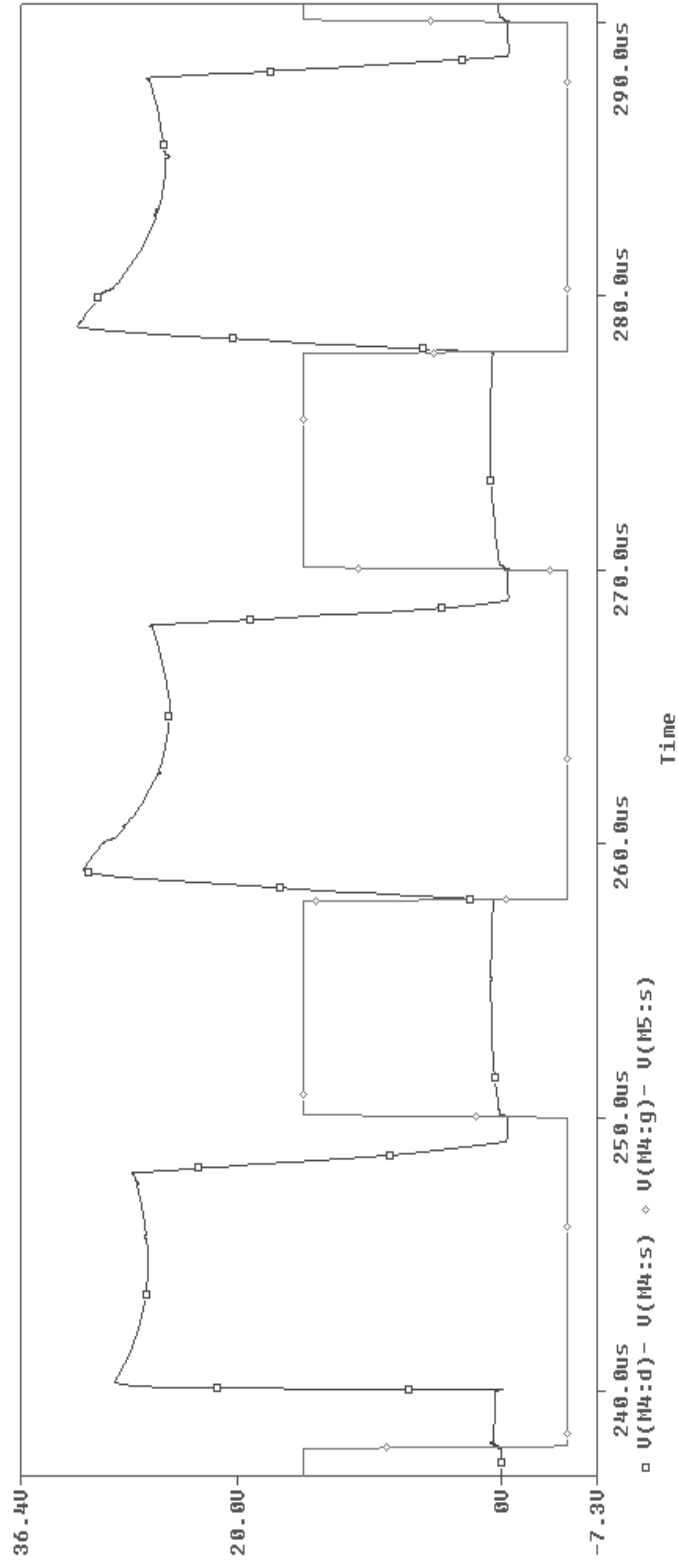 36.4V
20.0V
0V
-7.3V
240.0us
250.0us
260.0us
270.0us
280.0us
290.0us
V(M4:d)- V(M4:s) V(M4:g)- V(M5:s)
Time